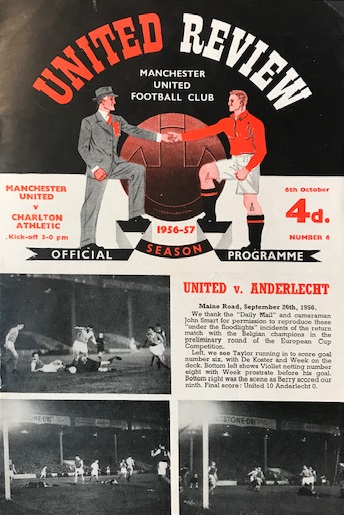 UNITED REVIEW
MANCHESTER
UNITED
FOOTBALL CLUB
MANCHESTER
UNITED
v
CHARLTON
ATHLETIC
Kick-off 3-0 pm
6th October
4d.
NUMBER 6
1956-57
SEASON
OFFICIAL PROGRAMME
UNITED v. ANDERLECHT
Maine Road, September 26th, 1956.
We thank the "Daily Mail" and cameraman
John Smart for permission to reproduce these
"under the floodlights" incidents of the return
match with the Belgian champions in the
preliminary round of the European Cup
Competition.
Left, we see Taylor running in to score goal
number six, with De Koster and Week on the
deck. Bottom left shows Viollet netting number
eight with Week prostrate before his goal.
Bottom right was the scene as Berry scored our
ninth. Final score: United 10 Anderlecht 0.